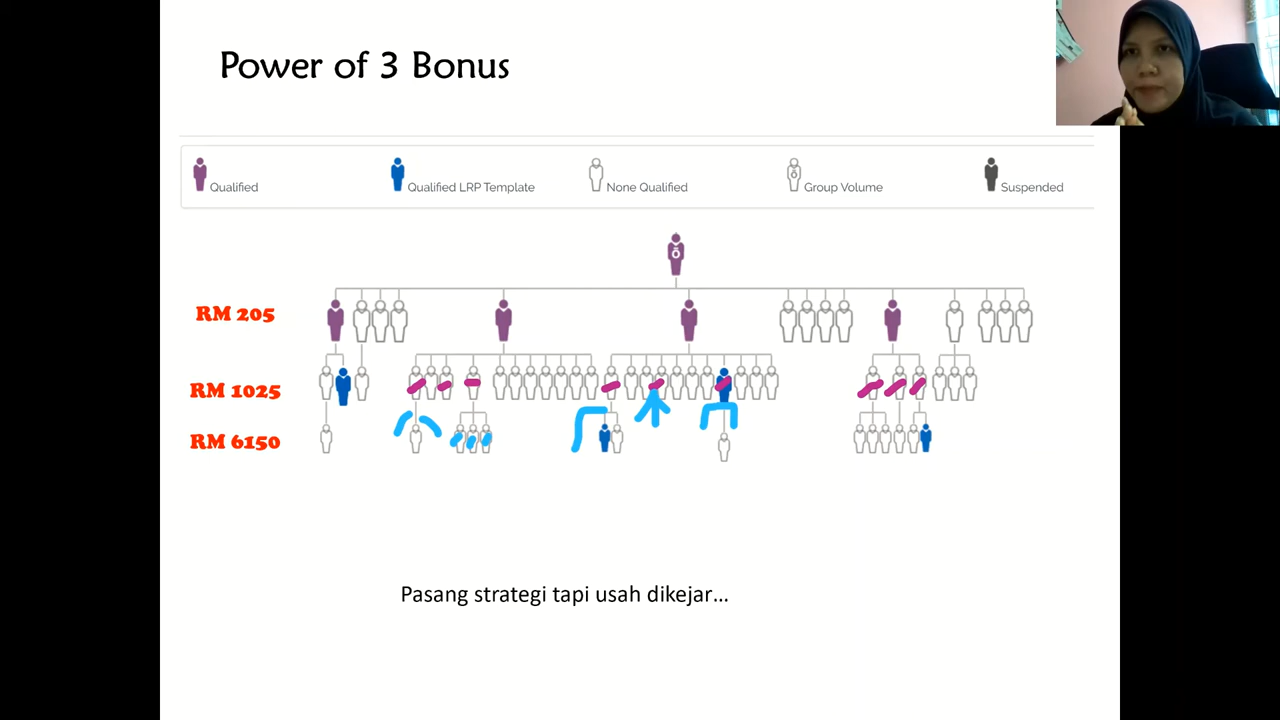 Power of 3 Bonus
Qualified
Qualified LRP Template
None Qualified
Group Volume
Suspended
RM 205
RM 1025
RM 6150
Pasang strategi tapi usah dikejar...